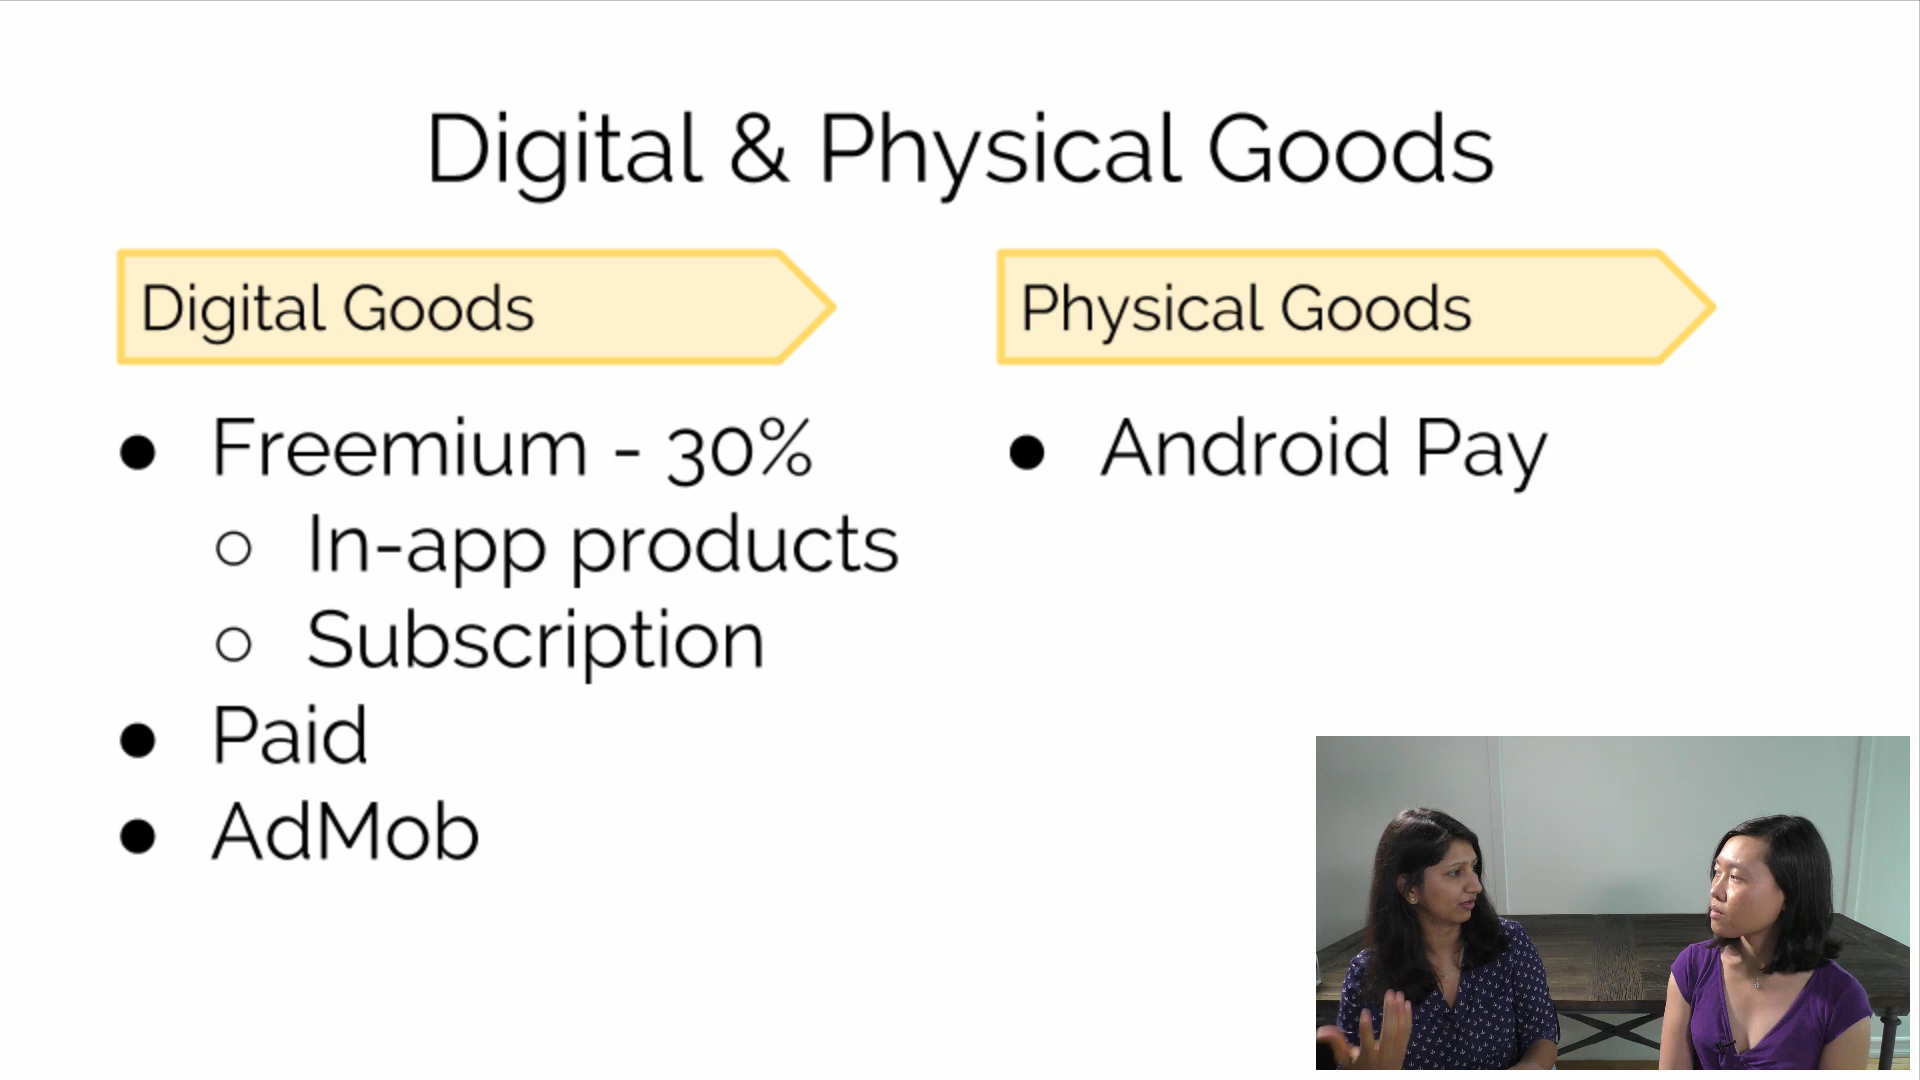 Digital & Physical Goods
Digital Goods
● Freemium - 30%
○ In-app products
○ Subscription
● Paid
● AdMob
Physical Goods
● Android Pay